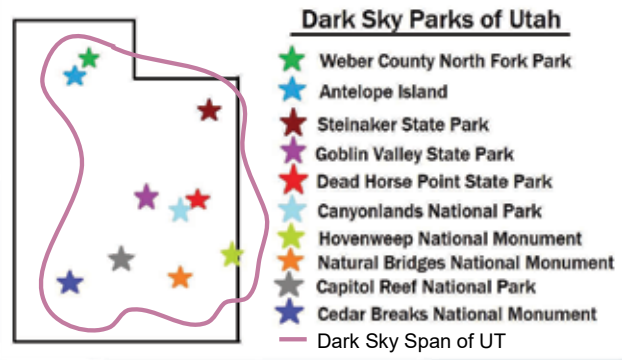 Dark Sky Parks of Utah
Weber County North Fork Park
Antelope Island
Steinaker State Park
Goblin Valley State Park
Dead Horse Point State Park
Canyonlands National Park
Hovenweep National Monument
Natural Bridges National Monument
Capitol Reef National Park
Cedar Breaks National Monument
Dark Sky Span of UT